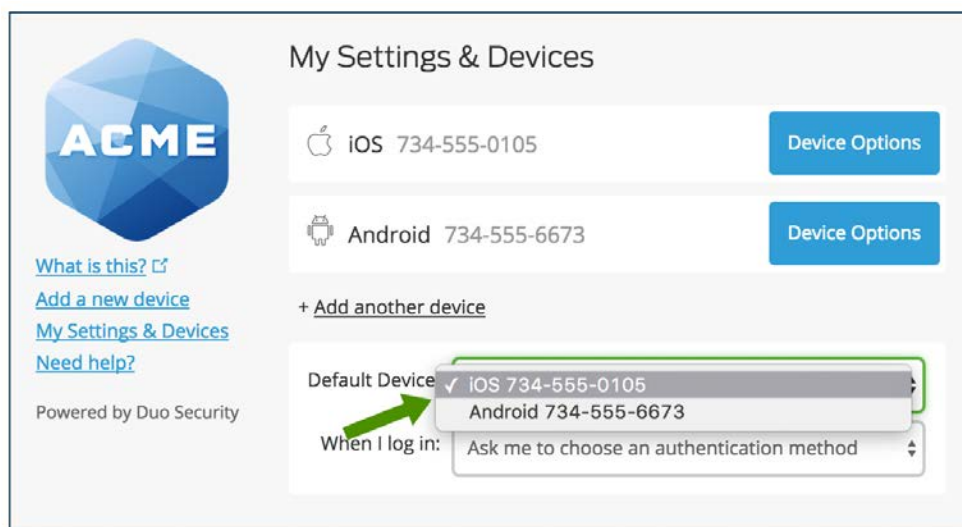 ACME
What is this?
Add a new device
My Settings & Devices
Need help?
Powered by Duo Security
My Settings & Devices
iOS 734-555-0105
Device Options
Android 734-555-6673
Device Options
+ Add another device
Default Device
✓ iOS 734-555-0105
Android 734-555-6673
When I log in:
Ask me to choose an authentication method